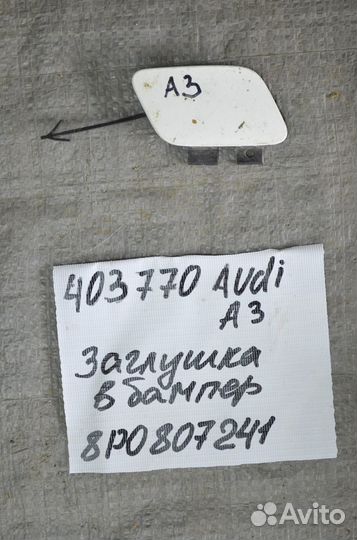 A3
403770 Audi
A3
Заглушка
в бампер
8P0807241
Avito